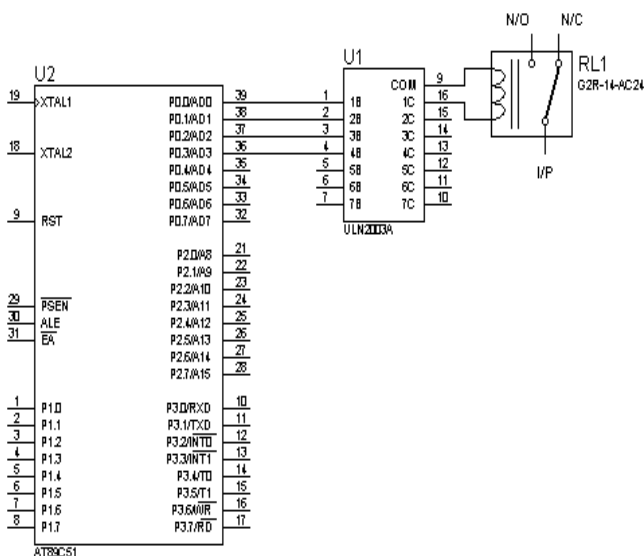 N/O N/C
U1
RL1
G2R-14-AC24
U2
19 XTAL1
18 XTAL2
9 RST
29 PSEN
30 ALE
31 EA
1 P1.0
2 P1.1
3 P1.2
4 P1.3
5 P1.4
6 P1.5
7 P1.6
8 P1.7
P0.0/AD0 39
P0.1/AD1 38
P0.2/AD2 37
P0.3/AD3 36
P0.4/AD4 35
P0.5/AD5 34
P0.6/AD6 33
P0.7/AD7 32
P2.0/A8 21
P2.1/A9 22
P2.2/A10 23
P2.3/A11 24
P2.4/A12 25
P2.5/A13 26
P2.6/A14 27
P2.7/A15 28
P3.0/RXD 10
P3.1/TXD 11
P3.2/INT0 12
P3.3/INT1 13
P3.4/T0 14
P3.5/T1 15
P3.6/WR 16
P3.7/RD 17
AT89C51
1 1B
2 2B
3 3B
4 4B
5 5B
6 6B
7 7B
COM 9
1C 16
2C 15
3C 14
4C 13
5C 12
6C 11
7C 10
ULN2003A
I/P